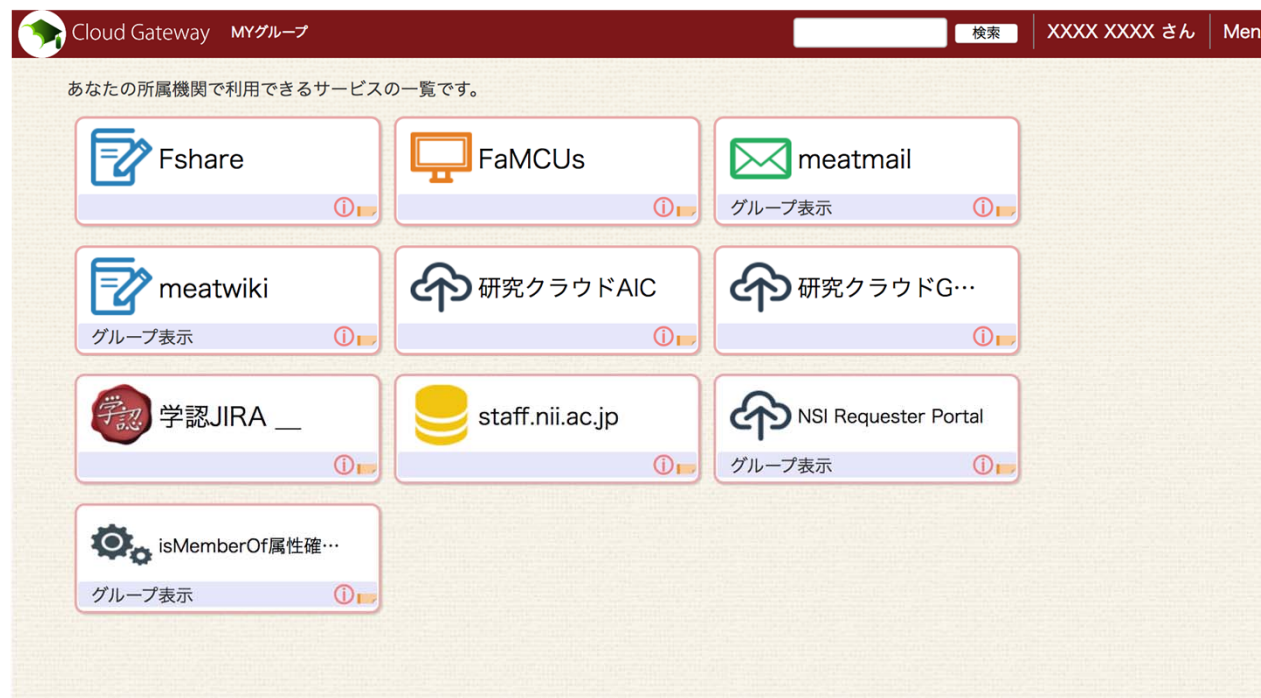 Cloud Gateway MYグループ 検索 XXXX XXXX さん Men
あなたの所属機関で利用できるサービスの一覧です。
Fshare FaMCUs meatmail
グループ表示
meatwiki 研究クラウドAIC 研究クラウドG…
グループ表示
学認 学認JIRA __ staff.nii.ac.jp NSI Requester Portal
グループ表示
isMemberOf属性確…
グループ表示